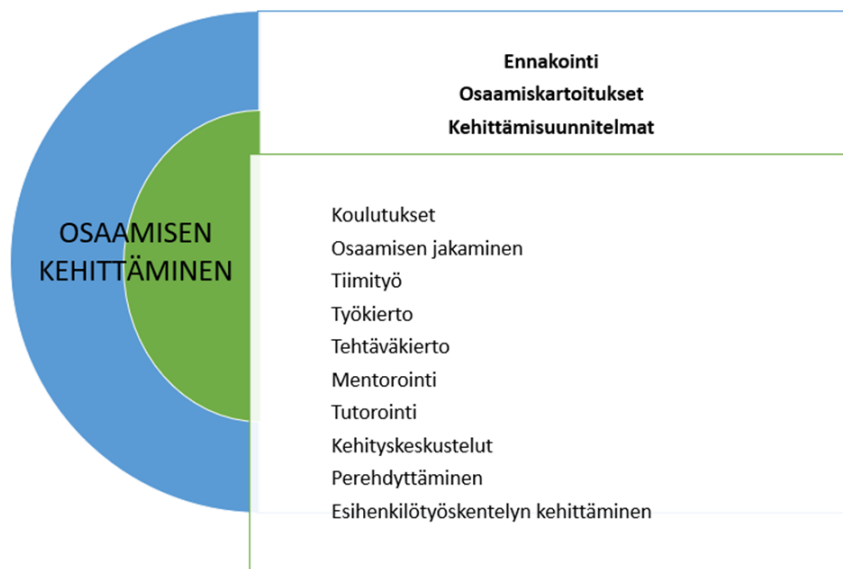 OSAAMISEN
KEHITTÄMINEN
Ennakointi
Osaamiskartoitukset
Kehittämisuunnitelmat
Koulutukset
Osaamisen jakaminen
Tiimityö
Työkierto
Tehtäväkierto
Mentorointi
Tutorointi
Kehityskeskustelut
Perehdyttäminen
Esihenkilötyöskentelyn kehittäminen